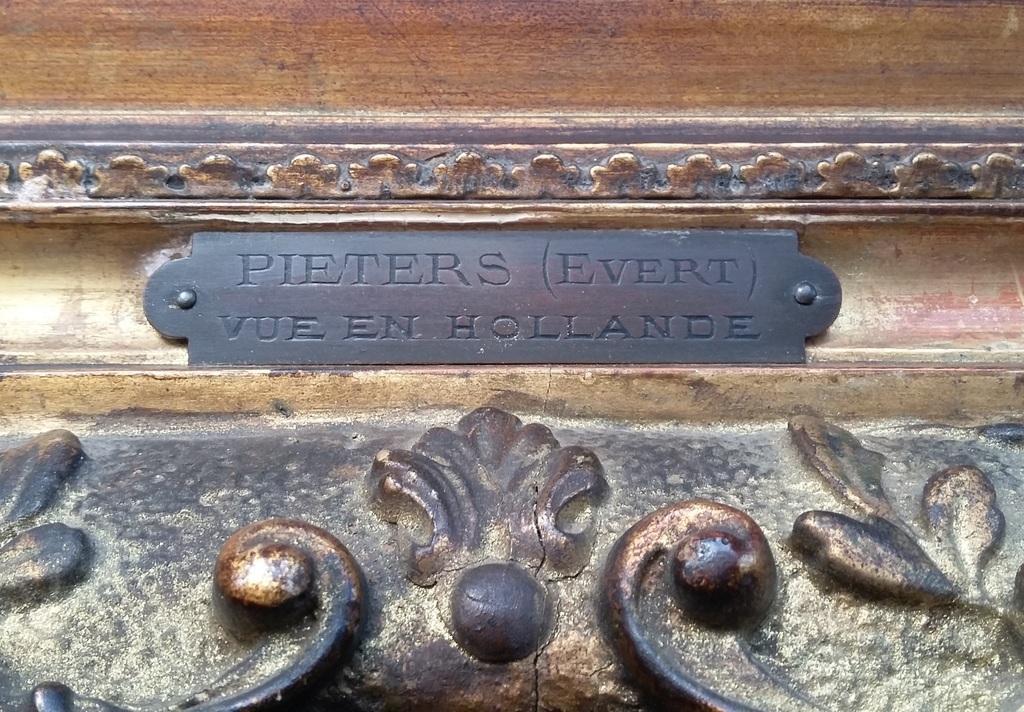 PIETERS (EVERT)
VUE EN HOLLANDE